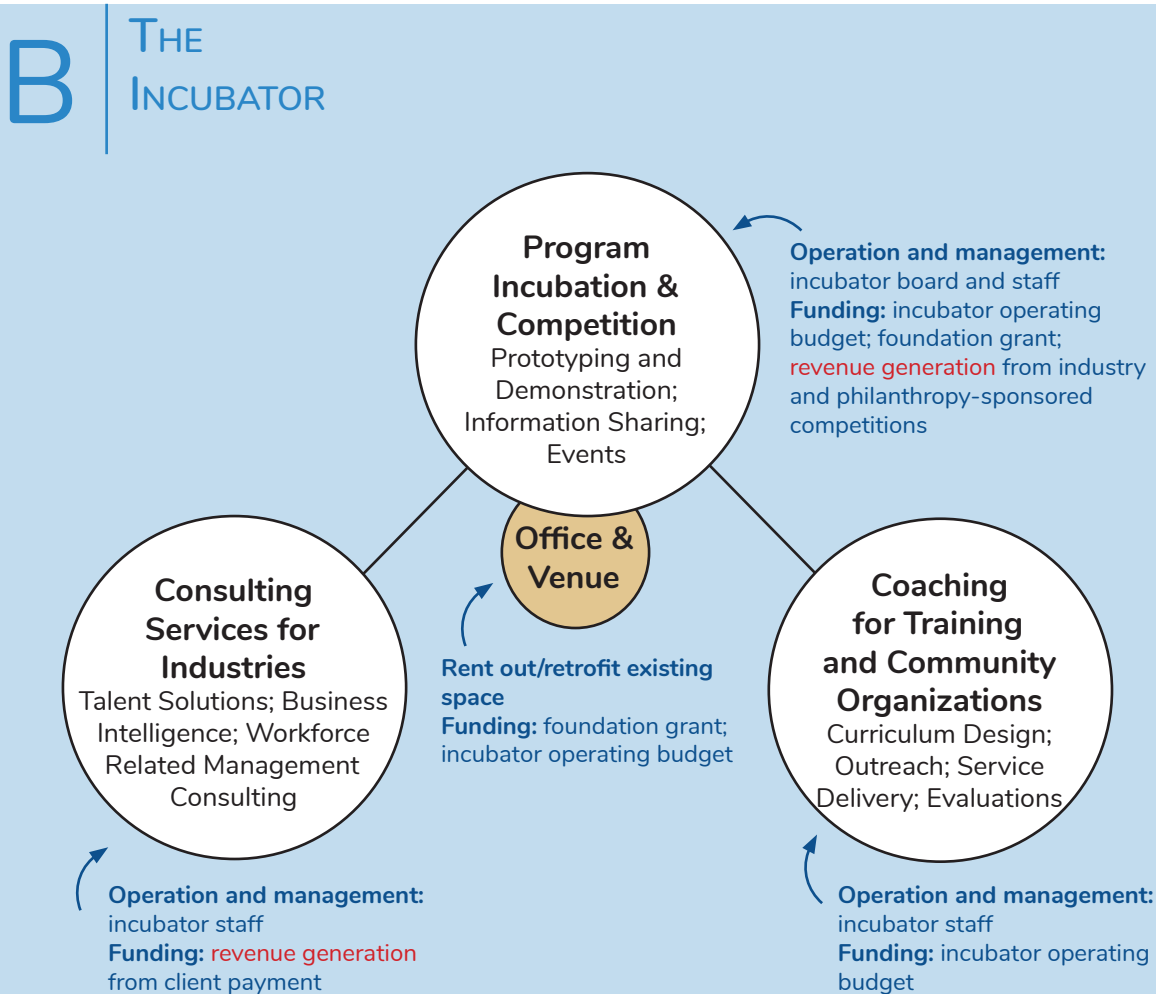 B
The
Incubator
Program
Incubation &
Competition
Prototyping and
Demonstration;
Information Sharing;
Events
Operation and management:
incubator board and staff
Funding: incubator operating
budget; foundation grant;
revenue generation from industry
and philanthropy-sponsored
competitions
Office &
Venue
Rent out/retrofit existing
space
Funding: foundation grant;
incubator operating budget
Consulting
Services for
Industries
Talent Solutions; Business
Intelligence; Workforce
Related Management
Consulting
Operation and management:
incubator staff
Funding: revenue generation
from client payment
Coaching
for Training
and Community
Organizations
Curriculum Design;
Outreach; Service
Delivery; Evaluations
Operation and management:
incubator staff
Funding: incubator operating
budget